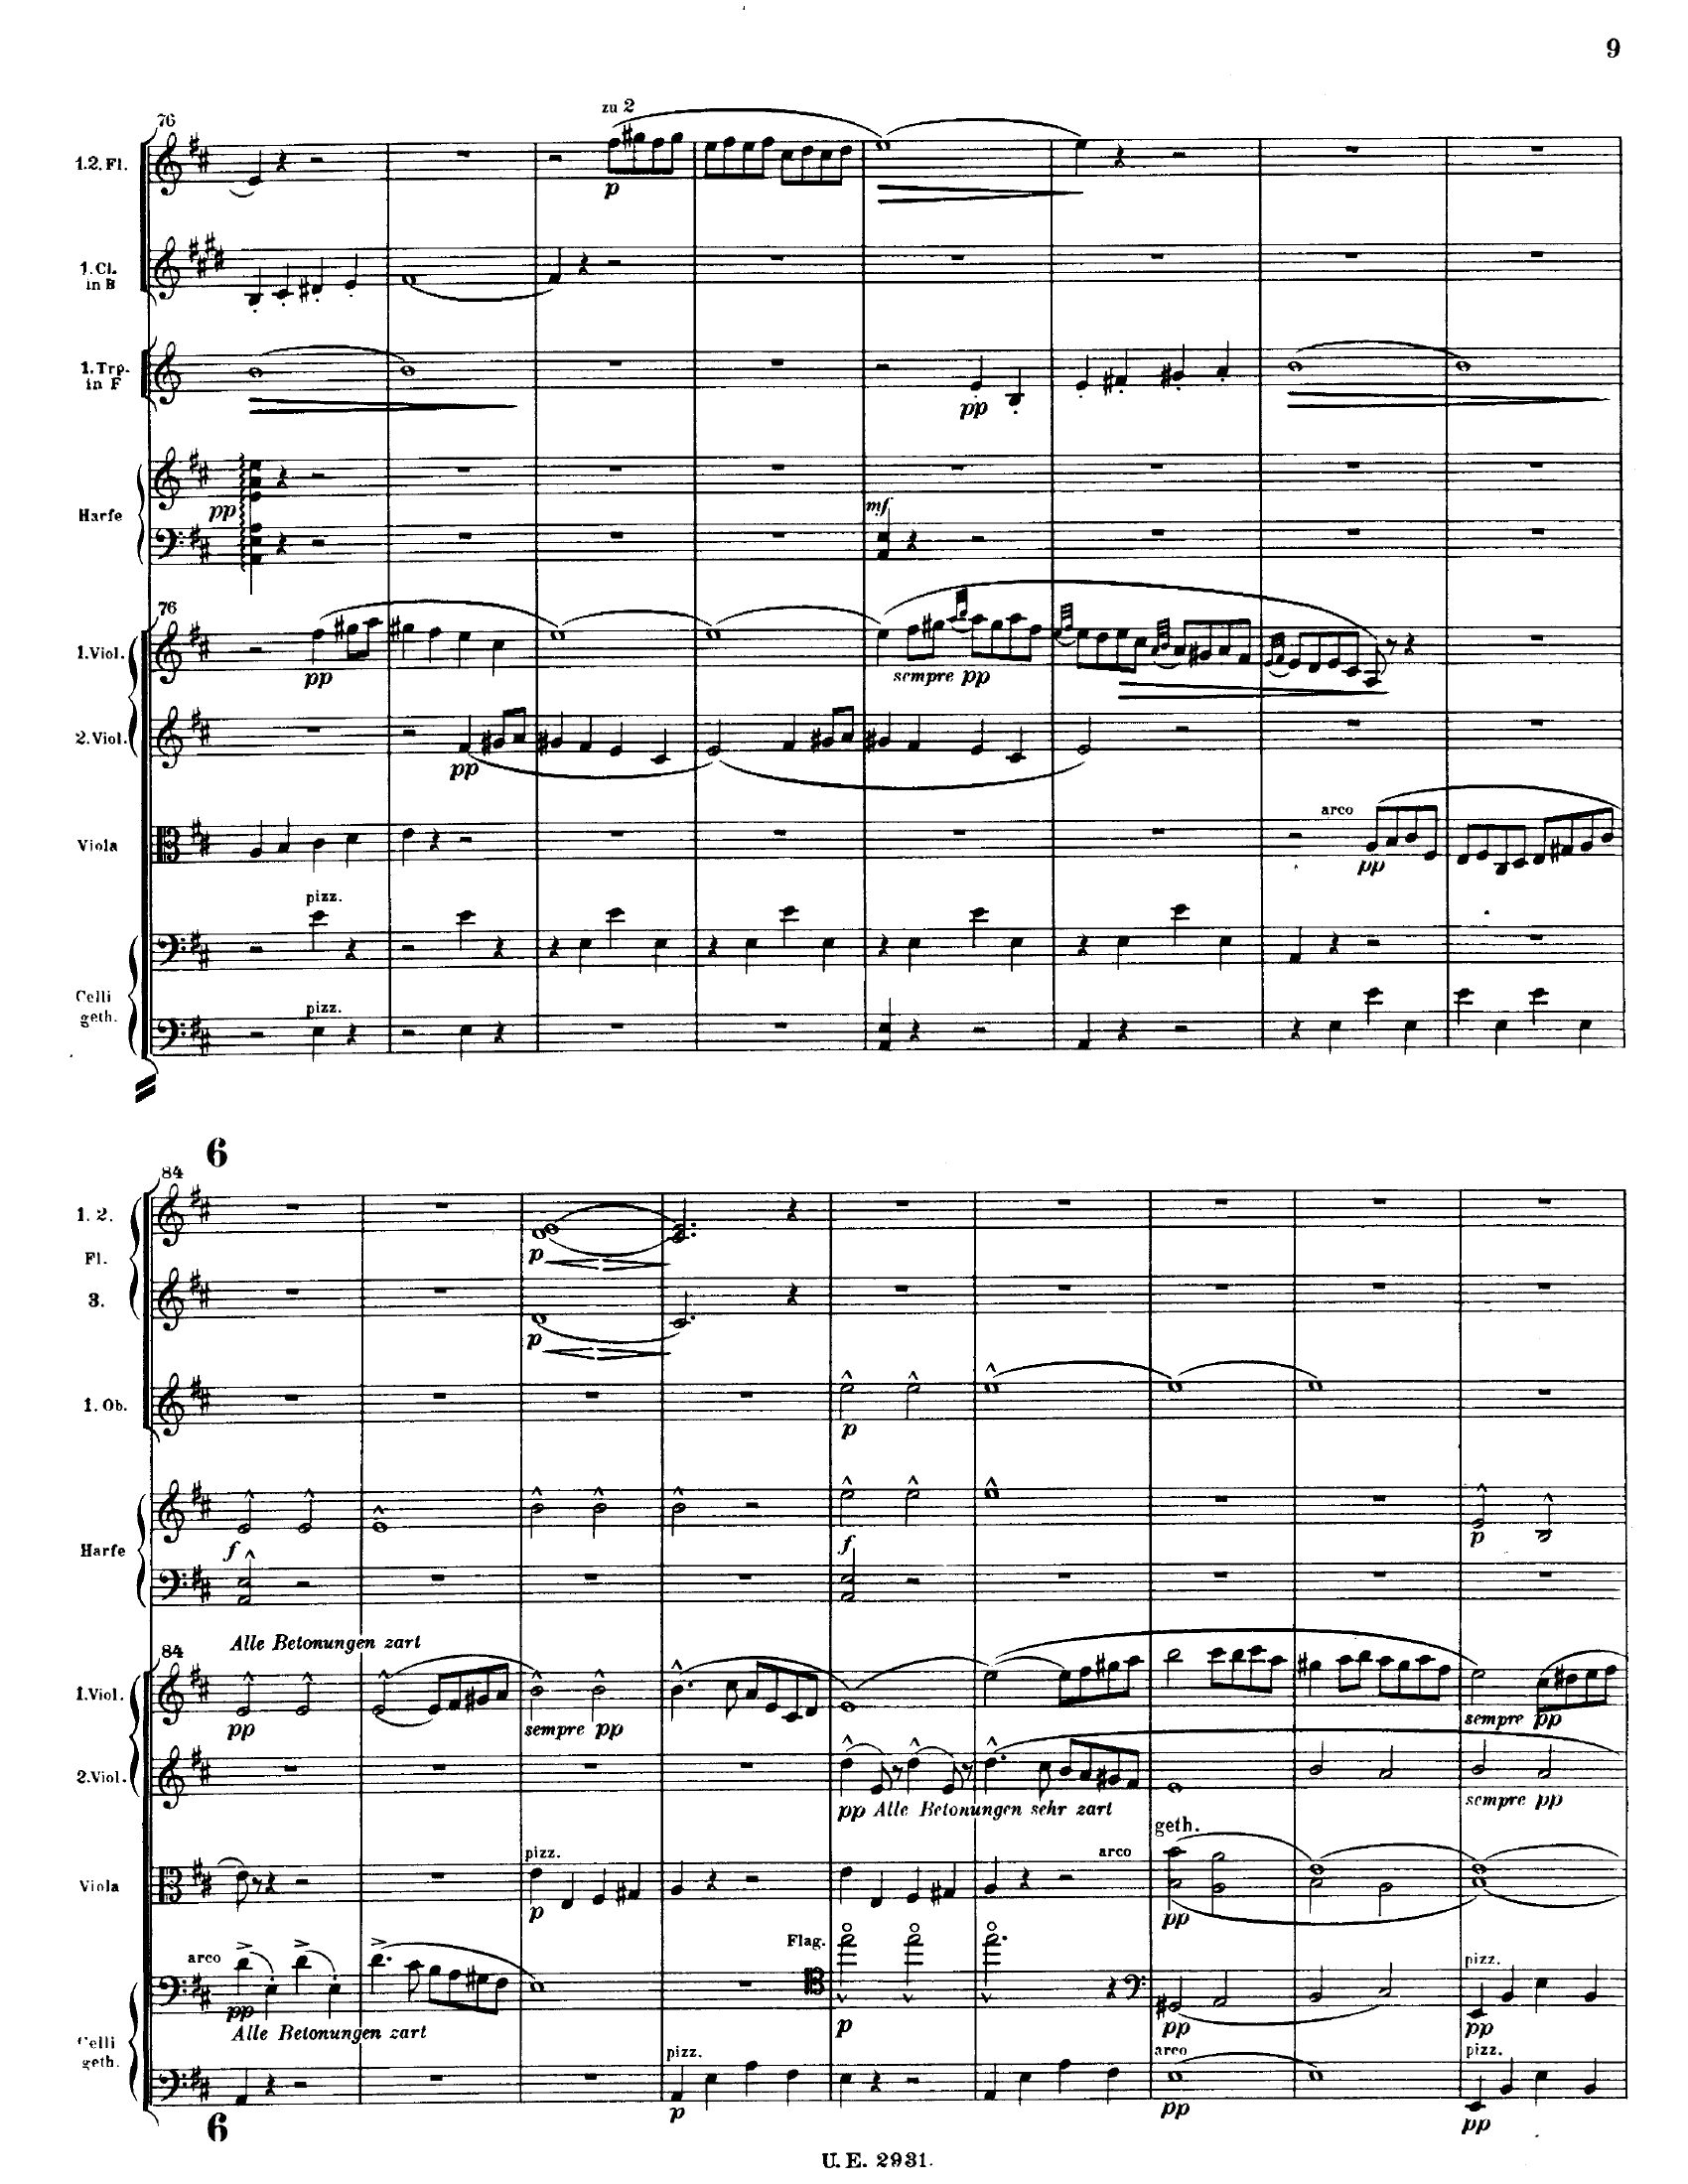 9
zu 2
76
1.2. Fl.
p
1. Cl.
in B
1. Trp.
in F
pp
Harfe
pp
mf
76
1. Viol.
pp
sempre pp
2. Viol.
pp
Viola
arco
pp
pizz.
Celli
geth.
pizz.
6
84
1. 2.
Fl.
p
3.
p
1. Ob.
p
Harfe
f
f
p
Alle Betonungen zart
84
1. Viol.
pp
sempre pp
sempre pp
2. Viol.
pp Alle Betonungen sehr zart
sempre pp
Viola
pizz.
p
arco
geth.
pp
arco
pp
Alle Betonungen zart
Flag.
p
pp
pizz.
pp
Celli
geth.
pizz.
p
arco
pp
pizz.
pp
6
U. E. 2931.